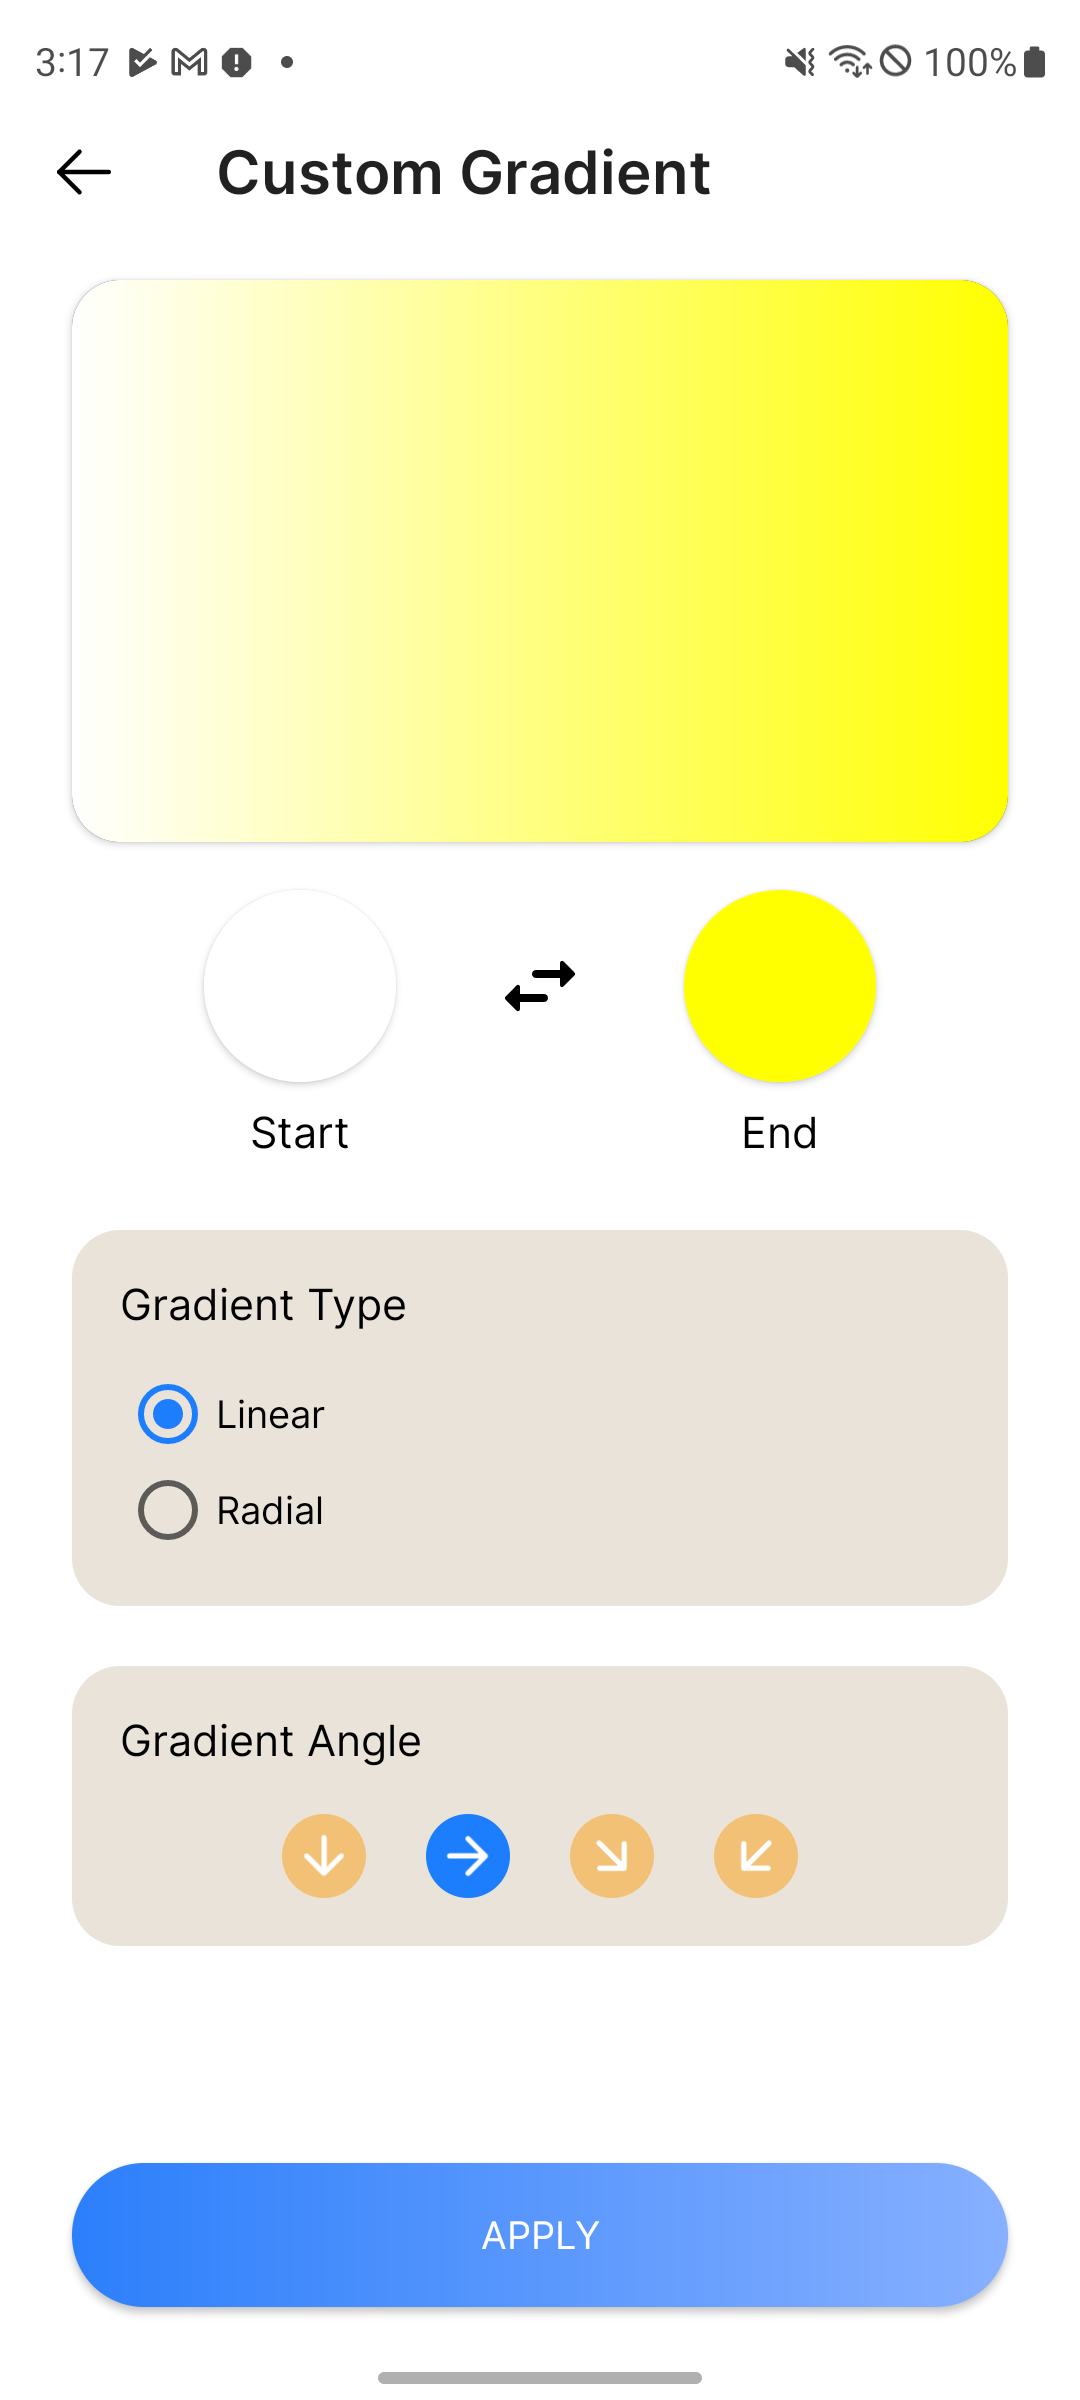 3:17 100%
Custom Gradient
Start End
Gradient Type
Linear
Radial
Gradient Angle
APPLY